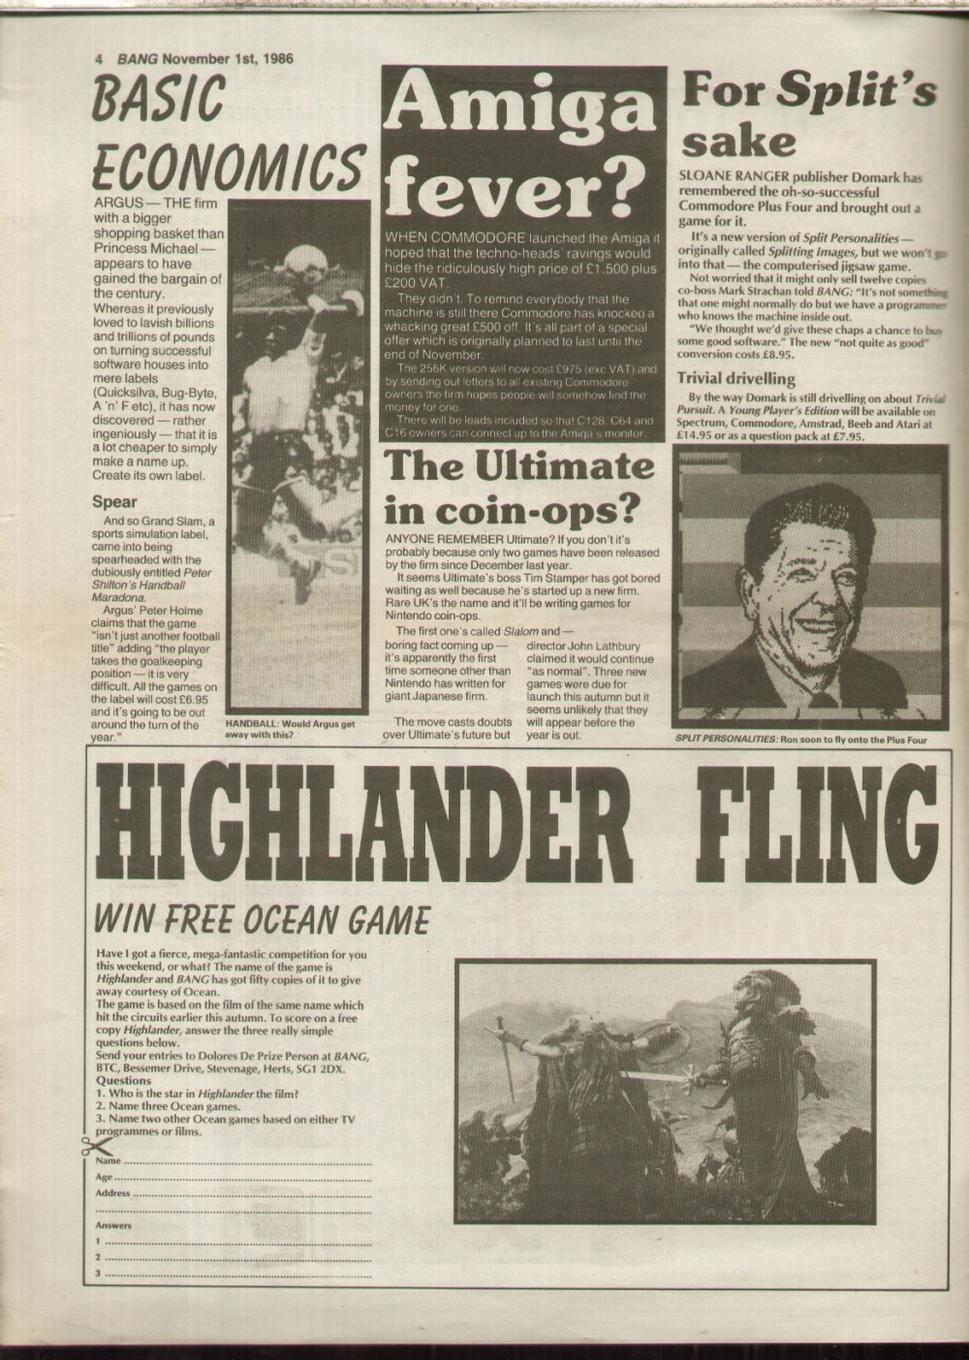 4 BANG November 1st, 1986
BASIC
ECONOMICS
ARGUS — THE firm
with a bigger
shopping basket than
Princess Michael —
appears to have
gained the bargain of
the century.
Whereas it previously
loved to lavish billions
and trillions of pounds
on turning successful
software houses into
mere labels
(Quicksilva, Bug-Byte,
A 'n' F etc), it has now
discovered — rather
ingeniously — that it is
a lot cheaper to simply
make a name up.
Create its own label.
Spear
And so Grand Slam, a
sports simulation label,
came into being
spearheaded with the
dubiously entitled Peter
Shilton's Handball
Maradona.
Argus' Peter Holme
claims that the game
"isn't just another football
title" adding "the player
takes the goalkeeping
position — it is very
difficult. All the games on
the label will cost £6.95
and it's going to be out
around the turn of the
year."
HANDBALL: Would Argus get
away with this?
Amiga
fever?
WHEN COMMODORE launched the Amiga it
hoped that the techno-heads' ravings would
hide the ridiculously high price of £1,500 plus
£200 VAT.
They didn't. To remind everybody that the
machine is still there Commodore has knocked a
whacking great £500 off. It's all part of a special
offer which is originally planned to last until the
end of November.
The 256K version will now cost £975 (exc VAT) and
by sending out letters to all existing Commodore
owners the firm hopes people will somehow find the
money for one.
There will be leads included so that C128, C64 and
C16 owners can connect up to the Amiga's monitor.
The Ultimate
in coin-ops?
ANYONE REMEMBER Ultimate? If you don't it's
probably because only two games have been released
by the firm since December last year.
It seems Ultimate's boss Tim Stamper has got bored
waiting as well because he's started up a new firm.
Rare UK's the name and it'll be writing games for
Nintendo coin-ops.
The first one's called Slalom and —
boring fact coming up —
it's apparently the first
time someone other than
Nintendo has written for
giant Japanese firm.
The move casts doubts
over Ultimate's future but
director John Lathbury
claimed it would continue
"as normal". Three new
games were due for
launch this autumn but it
seems unlikely that they
will appear before the
year is out.
For Split's
sake
SLOANE RANGER publisher Domark has
remembered the oh-so-successful
Commodore Plus Four and brought out a
game for it.
It's a new version of Split Personalities —
originally called Splitting Images, but we won't go
into that — the computerised jigsaw game.
Not worried that it might only sell twelve copies
co-boss Mark Strachan told BANG: "It's not something
that one might normally do but we have a programmer
who knows the machine inside out.
"We thought we'd give these chaps a chance to buy
some good software." The new "not quite as good"
conversion costs £8.95.
Trivial drivelling
By the way Domark is still drivelling on about Trivial
Pursuit. A Young Player's Edition will be available on
Spectrum, Commodore, Amstrad, Beeb and Atari at
£14.95 or as a question pack at £7.95.
SPLIT PERSONALITIES: Ron soon to fly onto the Plus Four
HIGHLANDER FLING
WIN FREE OCEAN GAME
Have I got a fierce, mega-fantastic competition for you
this weekend, or what? The name of the game is
Highlander and BANG has got fifty copies of it to give
away courtesy of Ocean.
The game is based on the film of the same name which
hit the circuits earlier this autumn. To score on a free
copy Highlander, answer the three really simple
questions below.
Send your entries to Dolores De Prize Person at BANG,
BTC, Bessemer Drive, Stevenage, Herts, SG1 2DX.
Questions
1. Who is the star in Highlander the film?
2. Name three Ocean games.
3. Name two other Ocean games based on either TV
programmes or films.
Name
Age
Address
Answers
1
2
3